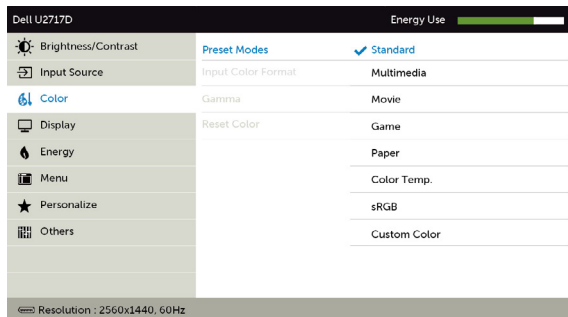 Dell U2717D
Energy Use
Brightness/Contrast
Input Source
Color
Display
Energy
Menu
Personalize
Others
Preset Modes
Input Color Format
Gamma
Reset Color
Standard
Multimedia
Movie
Game
Paper
Color Temp.
sRGB
Custom Color
Resolution : 2560x1440, 60Hz